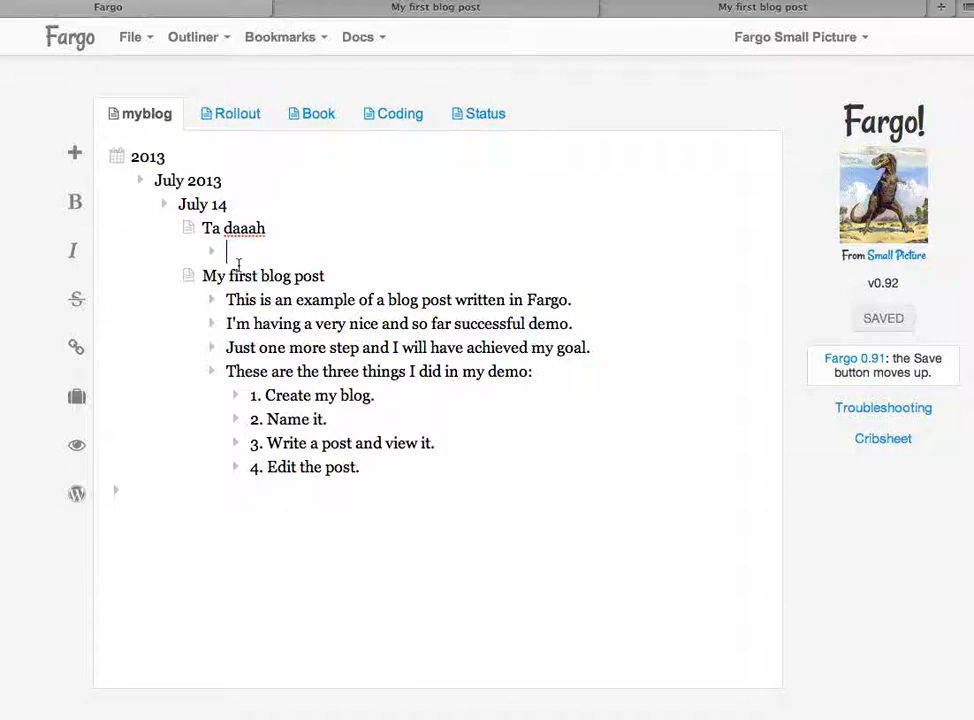 Fargo My first blog post My first blog post
Fargo File Outliner Bookmarks Docs Fargo Small Picture
myblog Rollout Book Coding Status
2013
July 2013
July 14
Ta daaah
My first blog post
This is an example of a blog post written in Fargo.
I'm having a very nice and so far successful demo.
Just one more step and I will have achieved my goal.
These are the three things I did in my demo:
1. Create my blog.
2. Name it.
3. Write a post and view it.
4. Edit the post.
B
I
S
Fargo!
From Small Picture
v0.92
SAVED
Fargo 0.91: the Save
button moves up.
Troubleshooting
Cribsheet